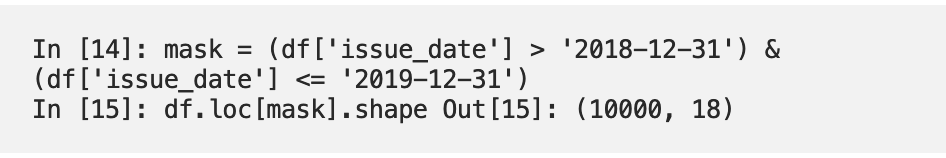 In [14]: mask = (df['issue_date'] > '2018-12-31') &
(df['issue_date'] <= '2019-12-31')
In [15]: df.loc[mask].shape Out[15]: (10000, 18)